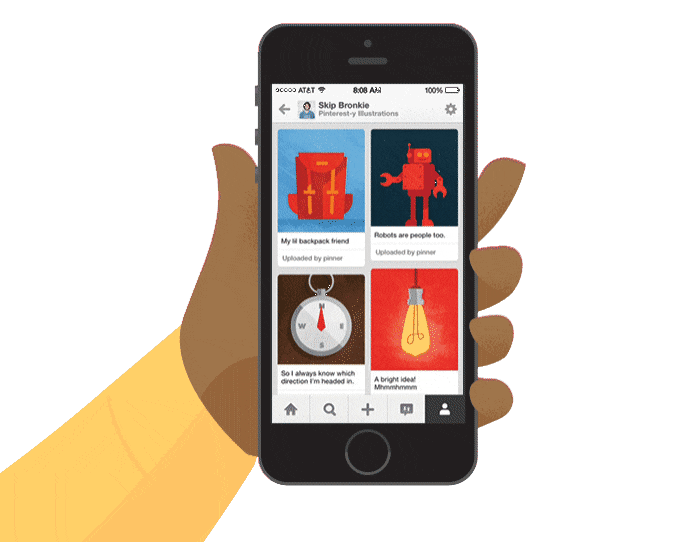 AT&T 8:08 AM 100%
Skip Bronkie
Pinterest-y Illustrations
My lil backpack friend
Uploaded by pinner
Robots are people too.
Uploaded by pinner
M
W E
S
So I always know which
direction I'm headed in.
A bright idea!
Mhmmhmmm